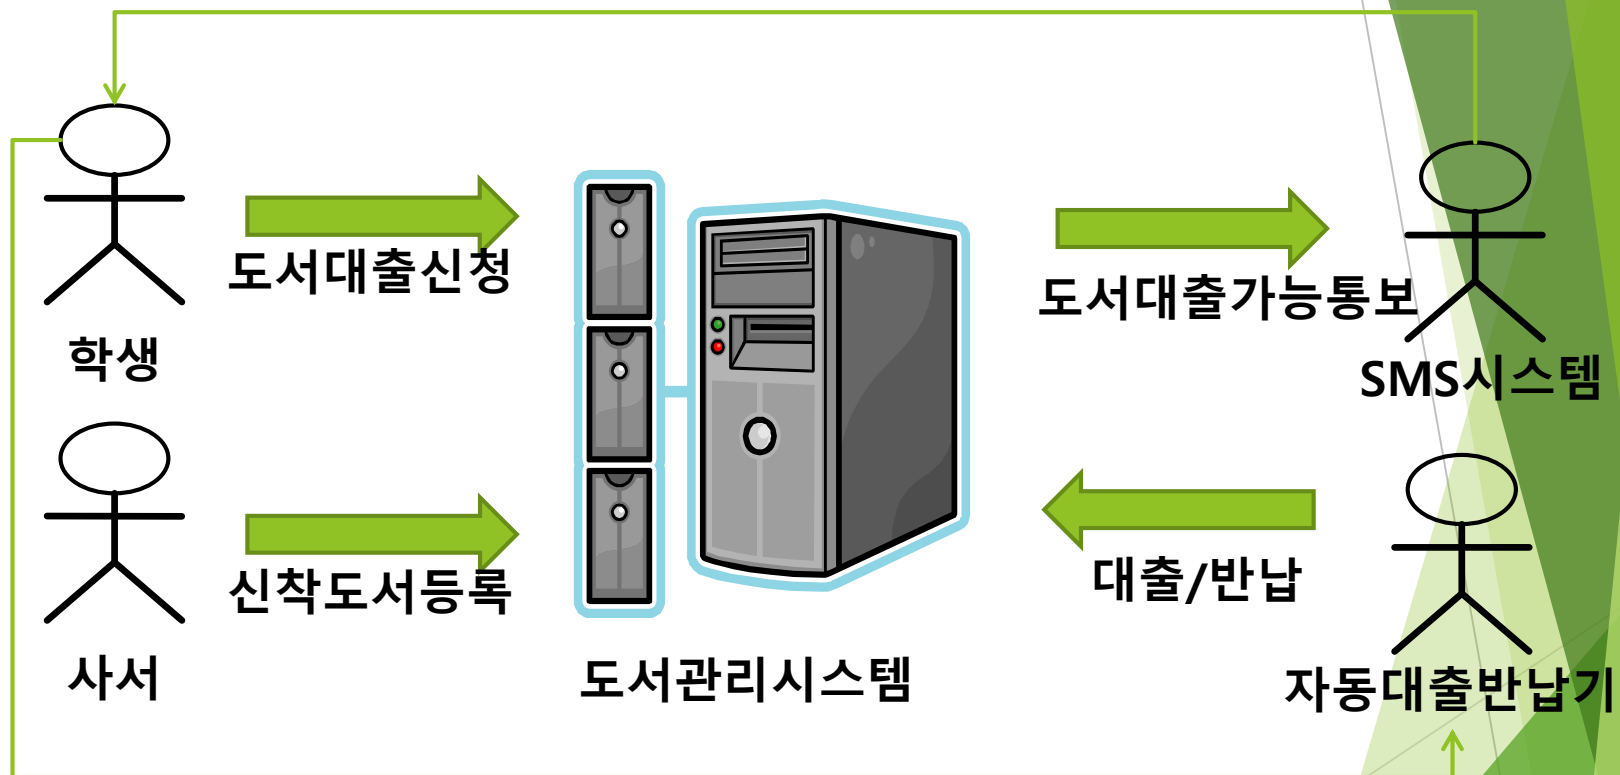 도서대출신청
도서대출가능통보
학생
SMS시스템
신착도서등록
대출/반납
사서
도서관리시스템
자동대출반납기